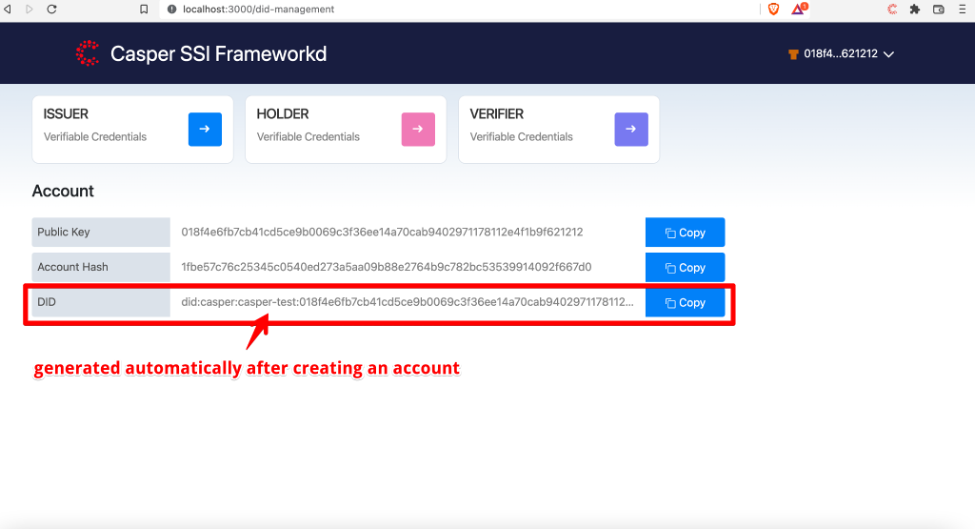 localhost:3000/did-management
Casper SSI Frameworkd
018f4...621212
ISSUER
Verifiable Credentials
HOLDER
Verifiable Credentials
VERIFIER
Verifiable Credentials
Account
Public Key 018f4e6fb7cb41cd5ce9b0069c3f36ee14a70cab9402971178112e4f1b9f621212 Copy
Account Hash 1fbe57c76c25345c0540ed273a5aa09b88e2764b9c782bc53539914092f667d0 Copy
DID did:casper:casper-test:018f4e6fb7cb41cd5ce9b0069c3f36ee14a70cab9402971178112... Copy
generated automatically after creating an account